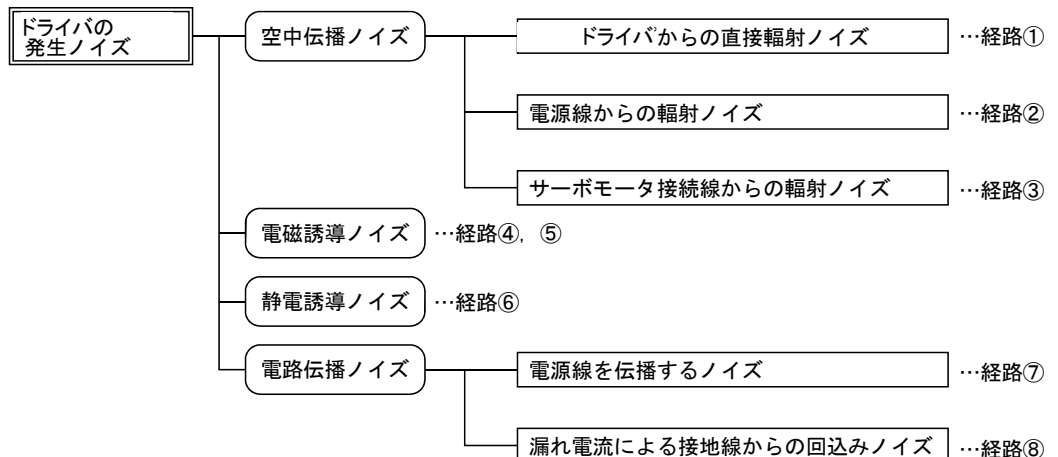 ドライバの
発生ノイズ
空中伝播ノイズ
ドライバからの直接輻射ノイズ …経路①
電源線からの輻射ノイズ …経路②
サーボモータ接続線からの輻射ノイズ …経路③
電磁誘導ノイズ …経路④, ⑤
静電誘導ノイズ …経路⑥
電路伝播ノイズ
電源線を伝播するノイズ …経路⑦
漏れ電流による接地線からの回込みノイズ …経路⑧